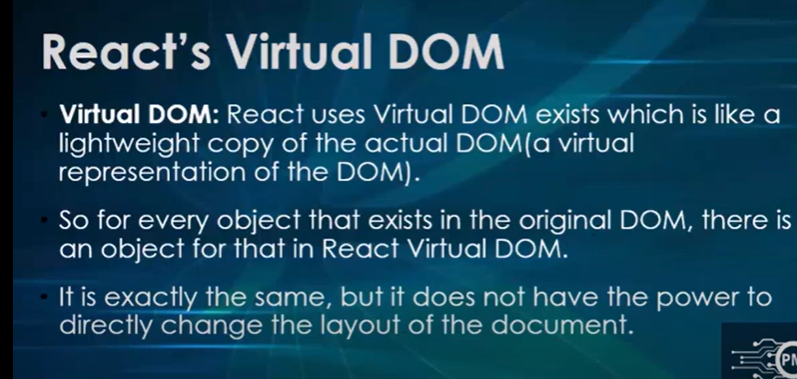 React's Virtual DOM
• Virtual DOM: React uses Virtual DOM exists which is like a
lightweight copy of the actual DOM(a virtual
representation of the DOM).
• So for every object that exists in the original DOM, there is
an object for that in React Virtual DOM.
• It is exactly the same, but it does not have the power to
directly change the layout of the document.